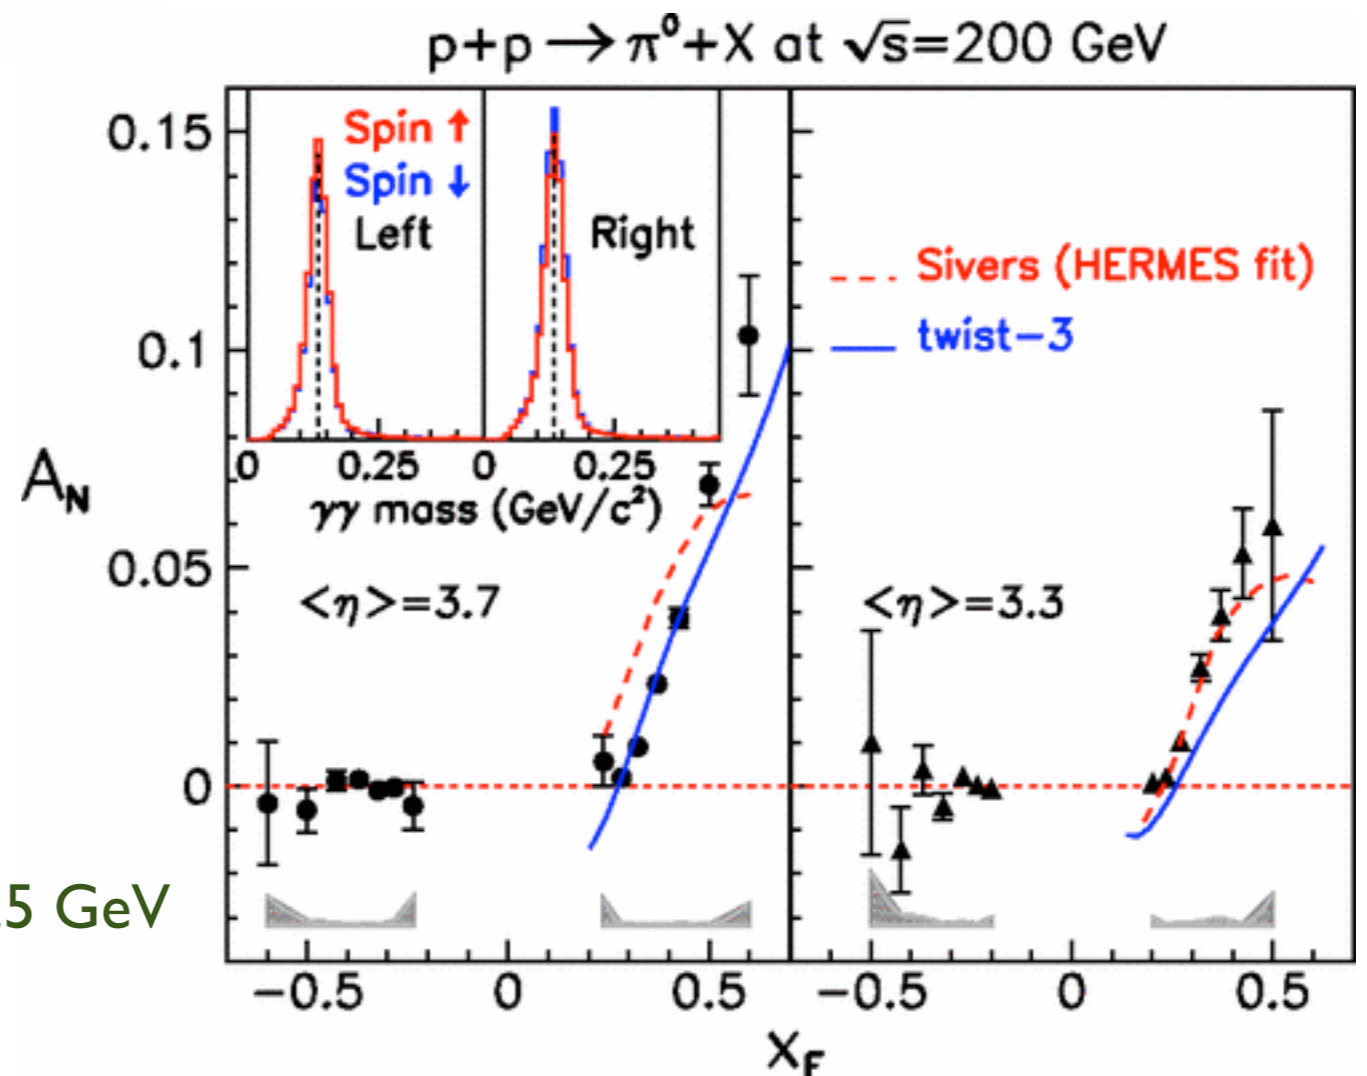 p+p → π⁰+X at √s=200 GeV
Spin ↑
Spin ↓
Left
Right
0 0.25 0 0.25
γγ mass (GeV/c²)
Sivers (HERMES fit)
twist-3
0.15
0.1
0.05
0
A_N
<η>=3.7
<η>=3.3
5 GeV
-0.5 0 0.5 -0.5 0 0.5
x_F